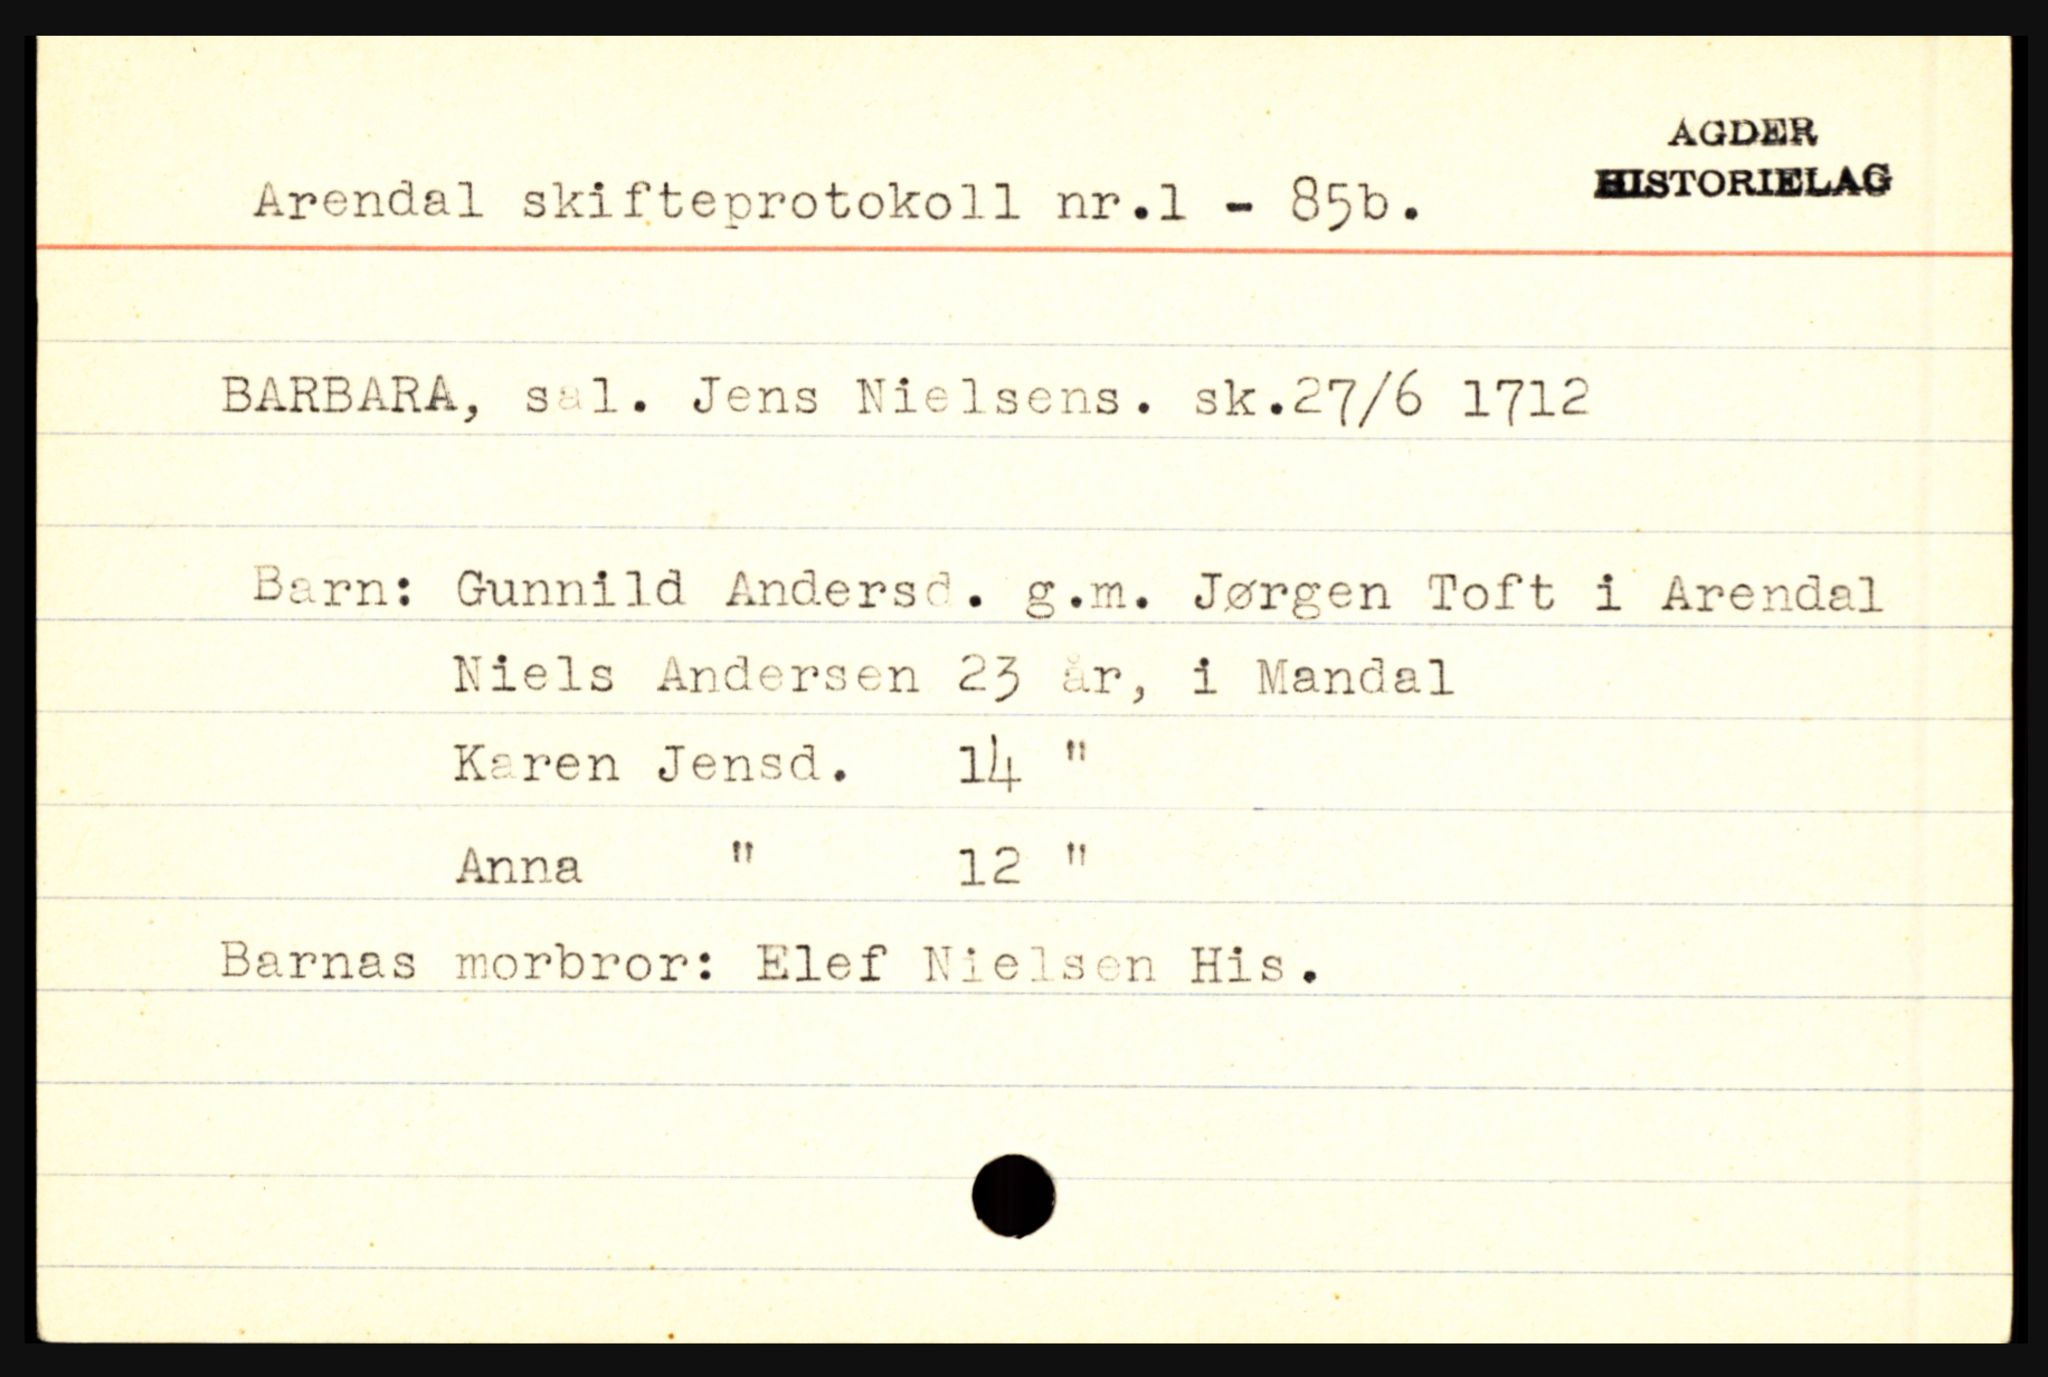 AGDER
HISTORIELAG
Arendal skifteprotokoll nr.1 - 85b.
BARBARA, sal. Jens Nielsens. sk.27/6 1712
Barn: Gunnild Andersd. g.m. Jørgen Toft i Arendal
Niels Andersen 23 år, i Mandal
Karen Jensd. 14 "
Anna " 12 "
Barnas morbror: Elef Nielsen His.